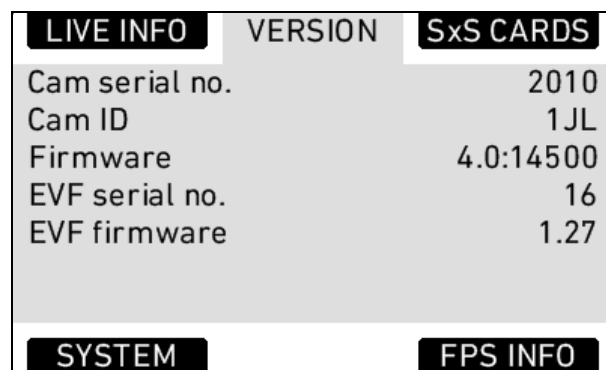 LIVE INFO VERSION SxS CARDS
Cam serial no. 2010
Cam ID 1JL
Firmware 4.0:14500
EVF serial no. 16
EVF firmware 1.27
SYSTEM FPS INFO